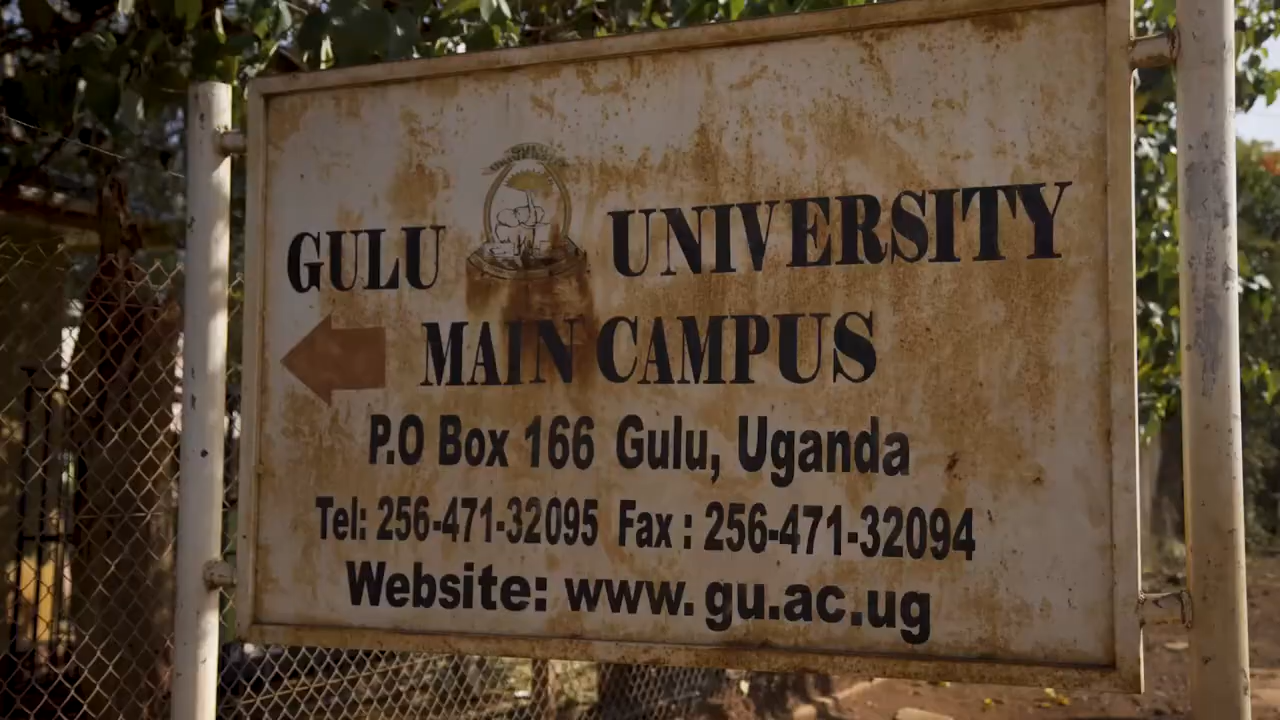 GULU UNIVERSITY
MAIN CAMPUS
P.O Box 166 Gulu, Uganda
Tel: 256-471-32095 Fax : 256-471-32094
Website: www.gu.ac.ug